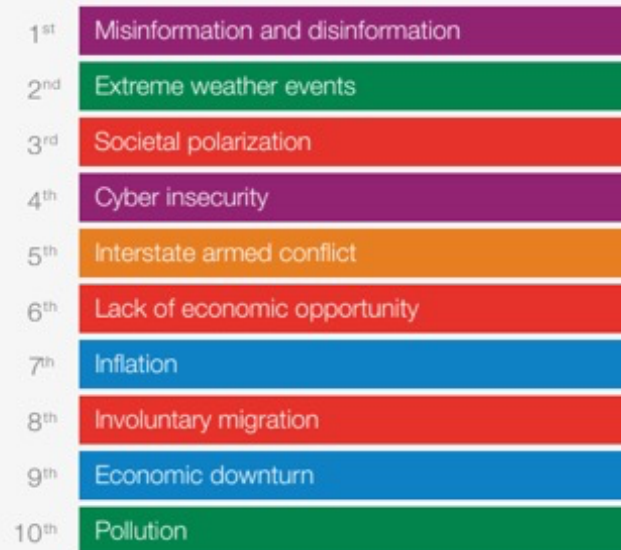 1st Misinformation and disinformation
2nd Extreme weather events
3rd Societal polarization
4th Cyber insecurity
5th Interstate armed conflict
6th Lack of economic opportunity
7th Inflation
8th Involuntary migration
9th Economic downturn
10th Pollution